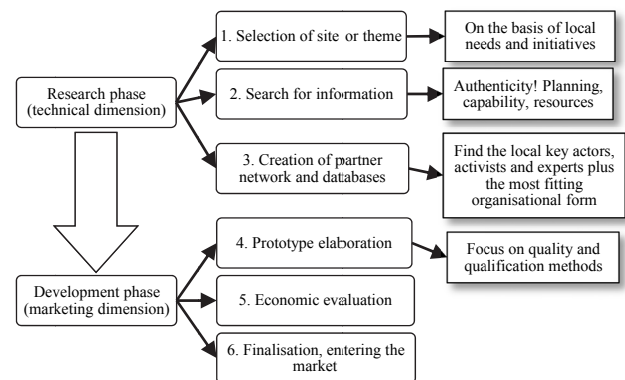 1. Selection of site or theme
On the basis of local
needs and initiatives
Research phase
(technical dimension)
2. Search for information
Authenticity! Planning,
capability, resources
3. Creation of partner
network and databases
Find the local key actors,
activists and experts plus
the most fitting
organisational form
4. Prototype elaboration
Focus on quality and
qualification methods
Development phase
(marketing dimension)
5. Economic evaluation
6. Finalisation, entering the
market